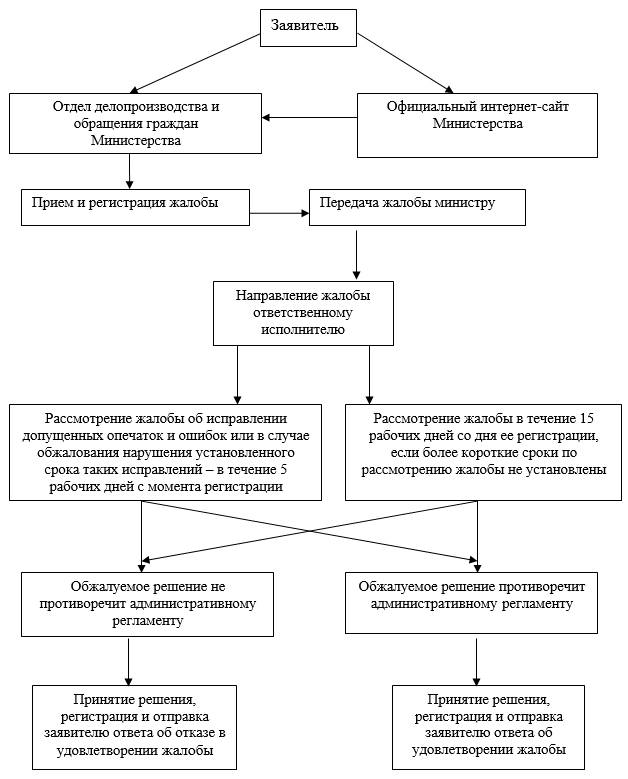 Заявитель
Отдел делопроизводства и
обращения граждан
Министерства
Официальный интернет-сайт
Министерства
Прием и регистрация жалобы
Передача жалобы министру
Направление жалобы
ответственному
исполнителю
Рассмотрение жалобы об исправлении
допущенных опечаток и ошибок или в случае
обжалования нарушения установленного
срока таких исправлений – в течение 5
рабочих дней с момента регистрации
Рассмотрение жалобы в течение 15
рабочих дней со дня ее регистрации,
если более короткие сроки по
рассмотрению жалобы не установлены
Обжалуемое решение не
противоречит административному
регламенту
Обжалуемое решение противоречит
административному регламенту
Принятие решения,
регистрация и отправка
заявителю ответа об отказе в
удовлетворении жалобы
Принятие решения,
регистрация и отправка
заявителю ответа об
удовлетворении жалобы